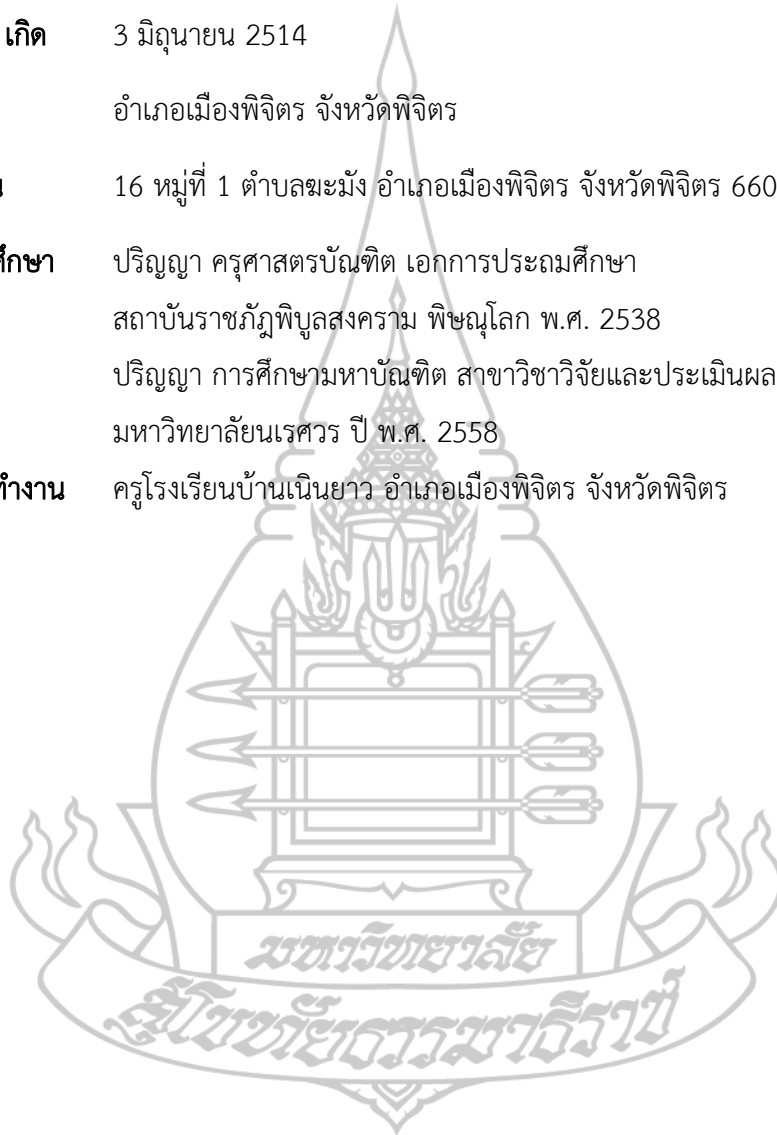 เกิด 3 มิถุนายน 2514
อำเภอเมืองพิจิตร จังหวัดพิจิตร
16 หมู่ที่ 1 ตำบลฆะมัง อำเภอเมืองพิจิตร จังหวัดพิจิตร 660
ศึกษา ปริญญา ครุศาสตรบัณฑิต เอกการประถมศึกษา
สถาบันราชภัฎพิบูลสงคราม พิษณุโลก พ.ศ. 2538
ปริญญา การศึกษามหาบัณฑิต สาขาวิชาวิจัยและประเมินผล
มหาวิทยาลัยนเรศวร ปี พ.ศ. 2558
ทำงาน ครูโรงเรียนบ้านเนินยาว อำเภอเมืองพิจิตร จังหวัดพิจิตร
มหาวิทยาลัย
สุโขทัยธรรมาธิราช